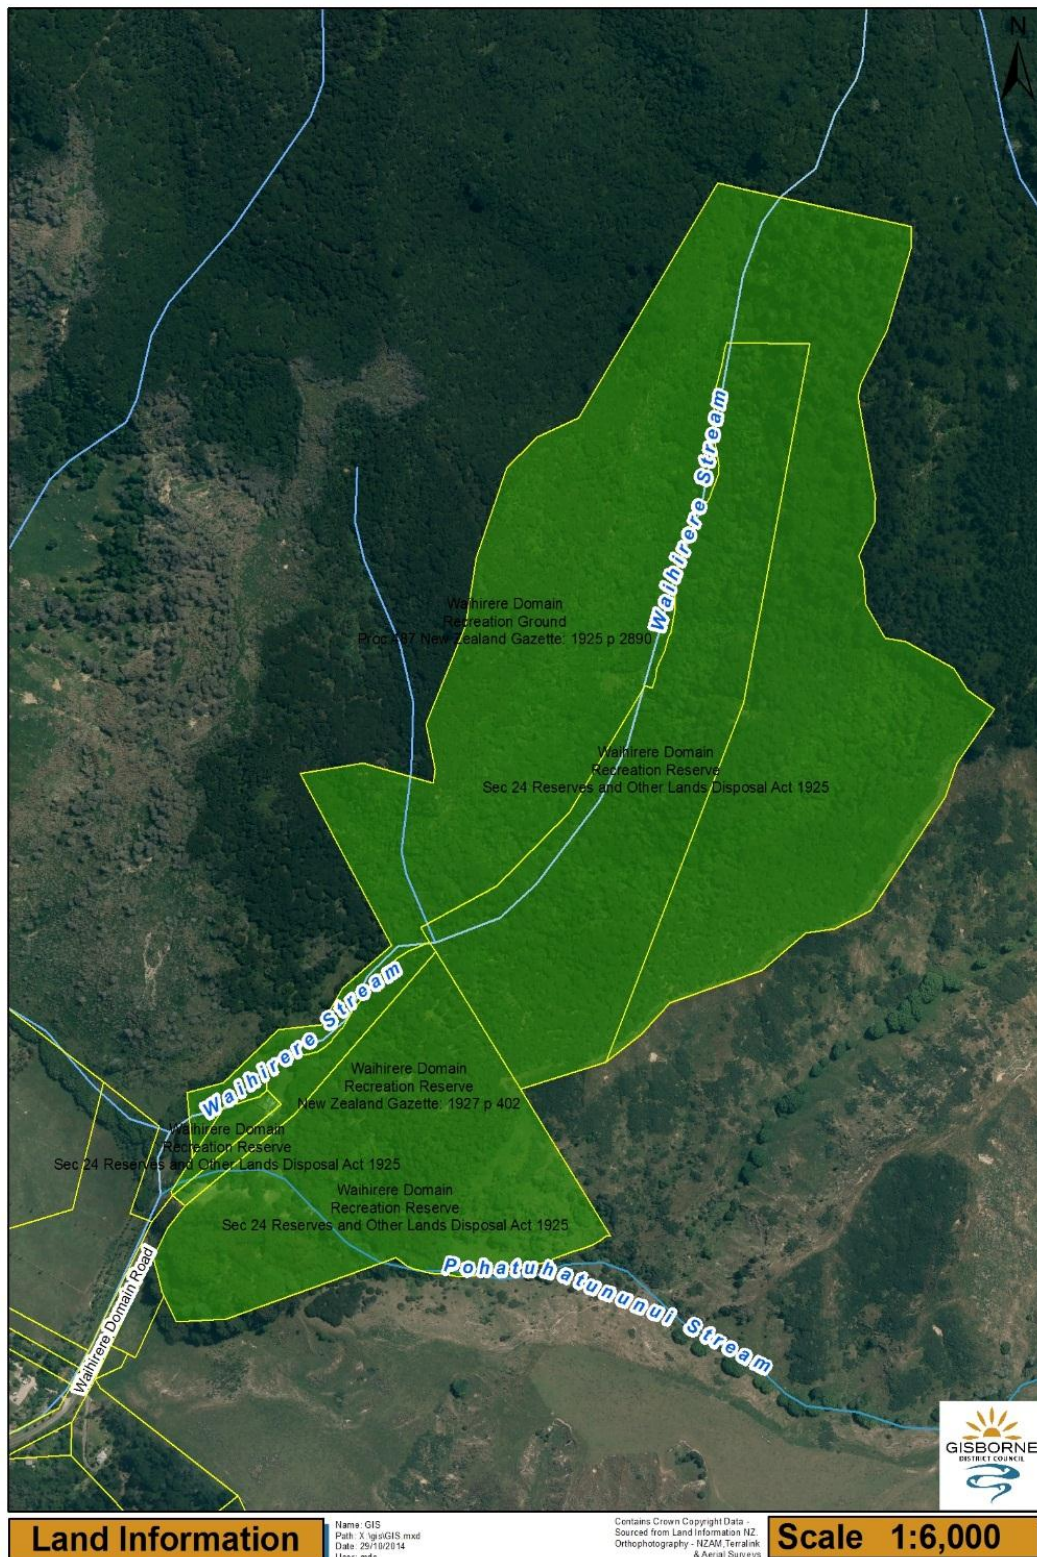 N
Waihirere Stream
Waihirere Domain
Recreation Ground
Proc 497 New Zealand Gazette: 1925 p 2890
Waihirere Domain
Recreation Reserve
Sec 24 Reserves and Other Lands Disposal Act 1925
Waihirere Stream
Waihirere Domain
Recreation Reserve
New Zealand Gazette: 1927 p 402
Waihirere Domain
Recreation Reserve
Sec 24 Reserves and Other Lands Disposal Act 1925
Waihirere Domain
Recreation Reserve
Sec 24 Reserves and Other Lands Disposal Act 1925
Pohatuhatununui Stream
Waihirere Domain Road
GISBORNE
DISTRICT COUNCIL
Land Information
Name: GIS
Path: X:\gis\GIS.mxd
Date: 29/10/2014
Contains Crown Copyright Data -
Sourced from Land Information NZ.
Orthophotography - NZAM, Terralink
& Aerial Surveys
Scale 1:6,000